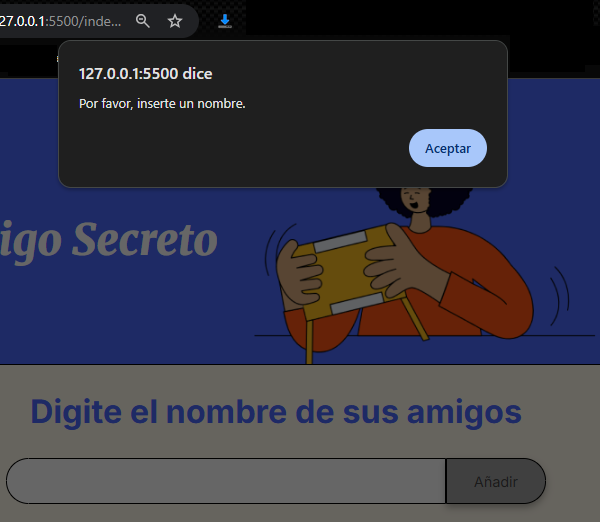 27.0.0.1:5500/inde...
127.0.0.1:5500 dice
Por favor, inserte un nombre.
Aceptar
igo Secreto
Digite el nombre de sus amigos
Añadir